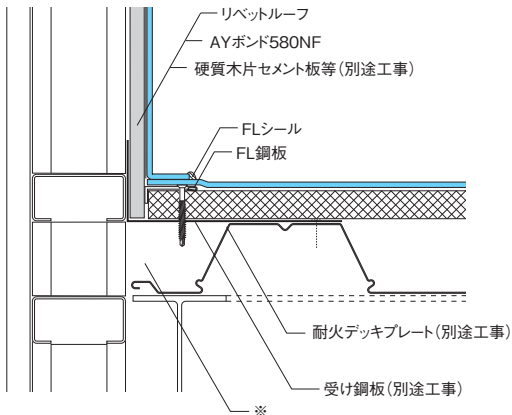 リベットルーフ
AYボンド580NF
硬質木片セメント板等(別途工事)
FLシール
FL鋼板
耐火デッキプレート(別途工事)
受け鋼板(別途工事)
※